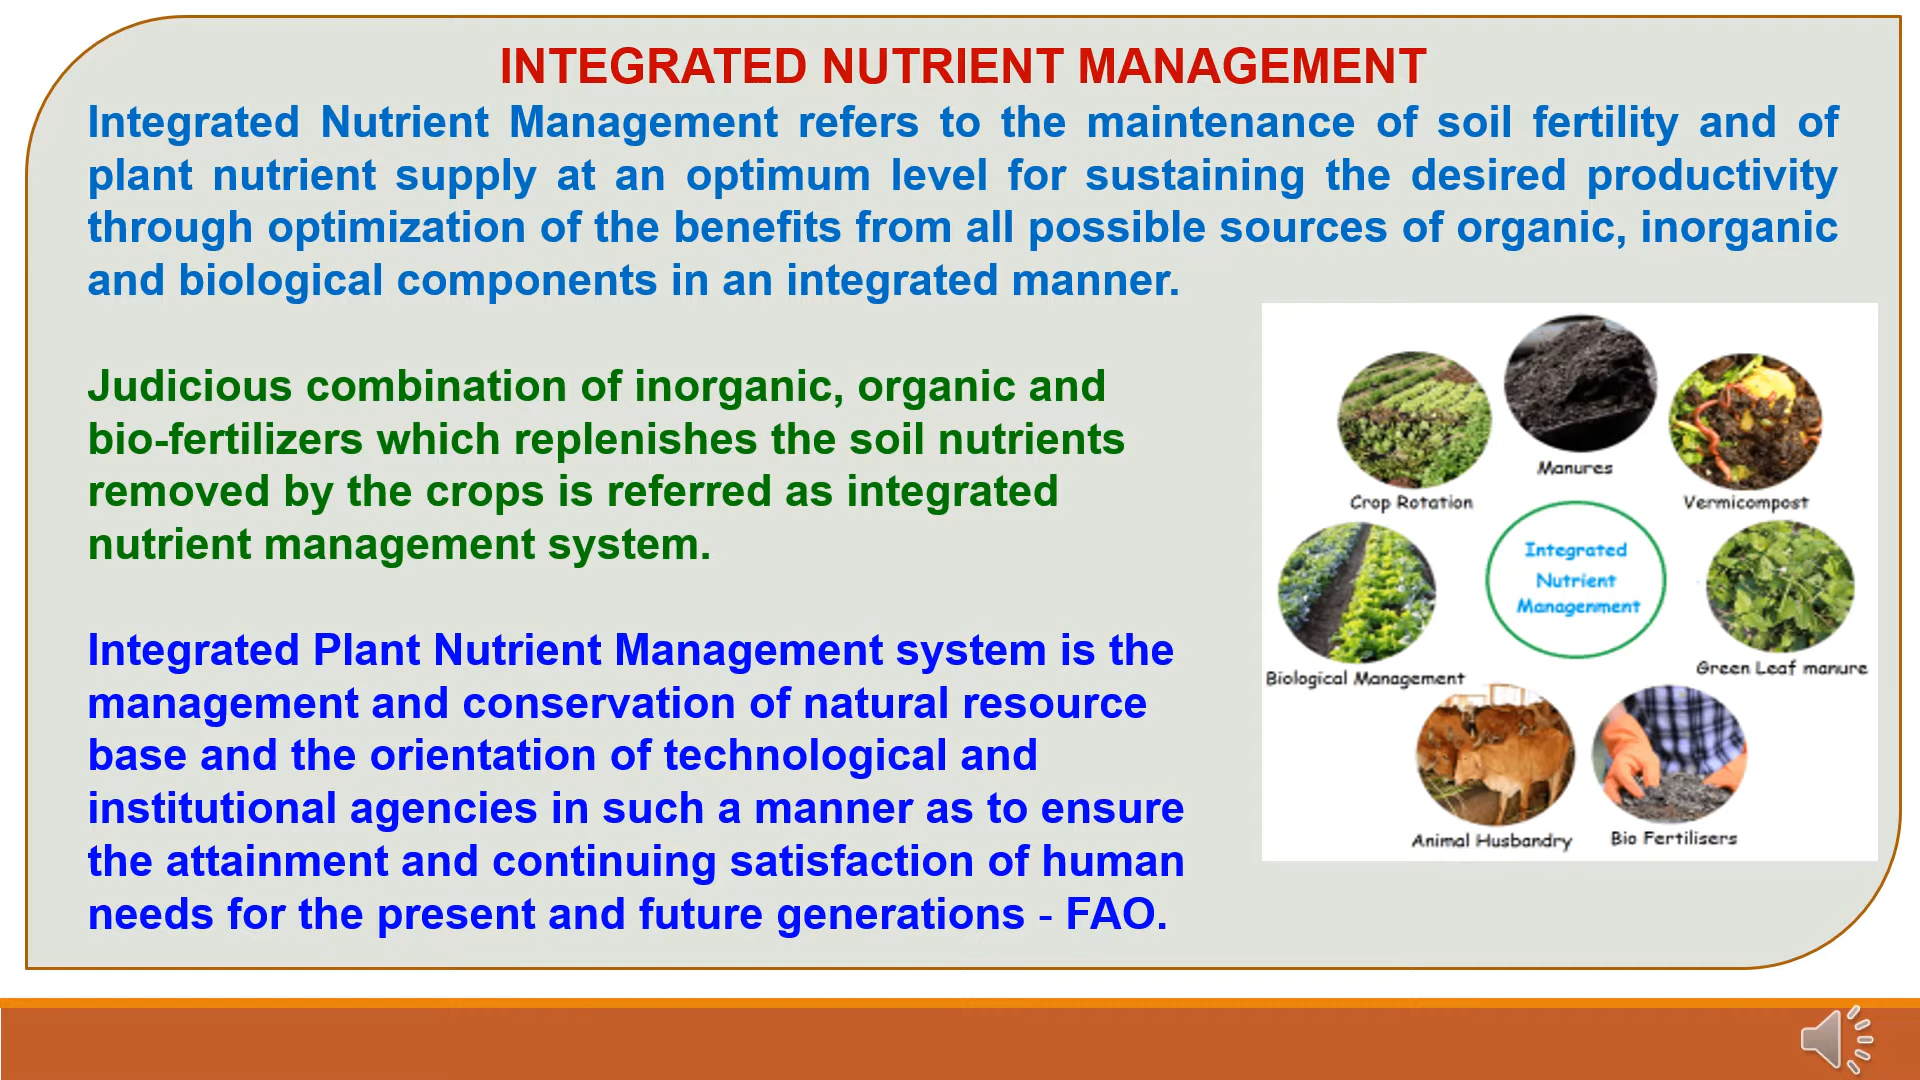 INTEGRATED NUTRIENT MANAGEMENT
Integrated Nutrient Management refers to the maintenance of soil fertility and of
plant nutrient supply at an optimum level for sustaining the desired productivity
through optimization of the benefits from all possible sources of organic, inorganic
and biological components in an integrated manner.
Judicious combination of inorganic, organic and
bio-fertilizers which replenishes the soil nutrients
removed by the crops is referred as integrated
nutrient management system.
Integrated Plant Nutrient Management system is the
management and conservation of natural resource
base and the orientation of technological and
institutional agencies in such a manner as to ensure
the attainment and continuing satisfaction of human
needs for the present and future generations - FAO.
Manures
Crop Rotation
Vermicompost
Integrated
Nutrient
Managenment
Biological Management
Green Leaf manure
Animal Husbandry
Bio Fertilisers